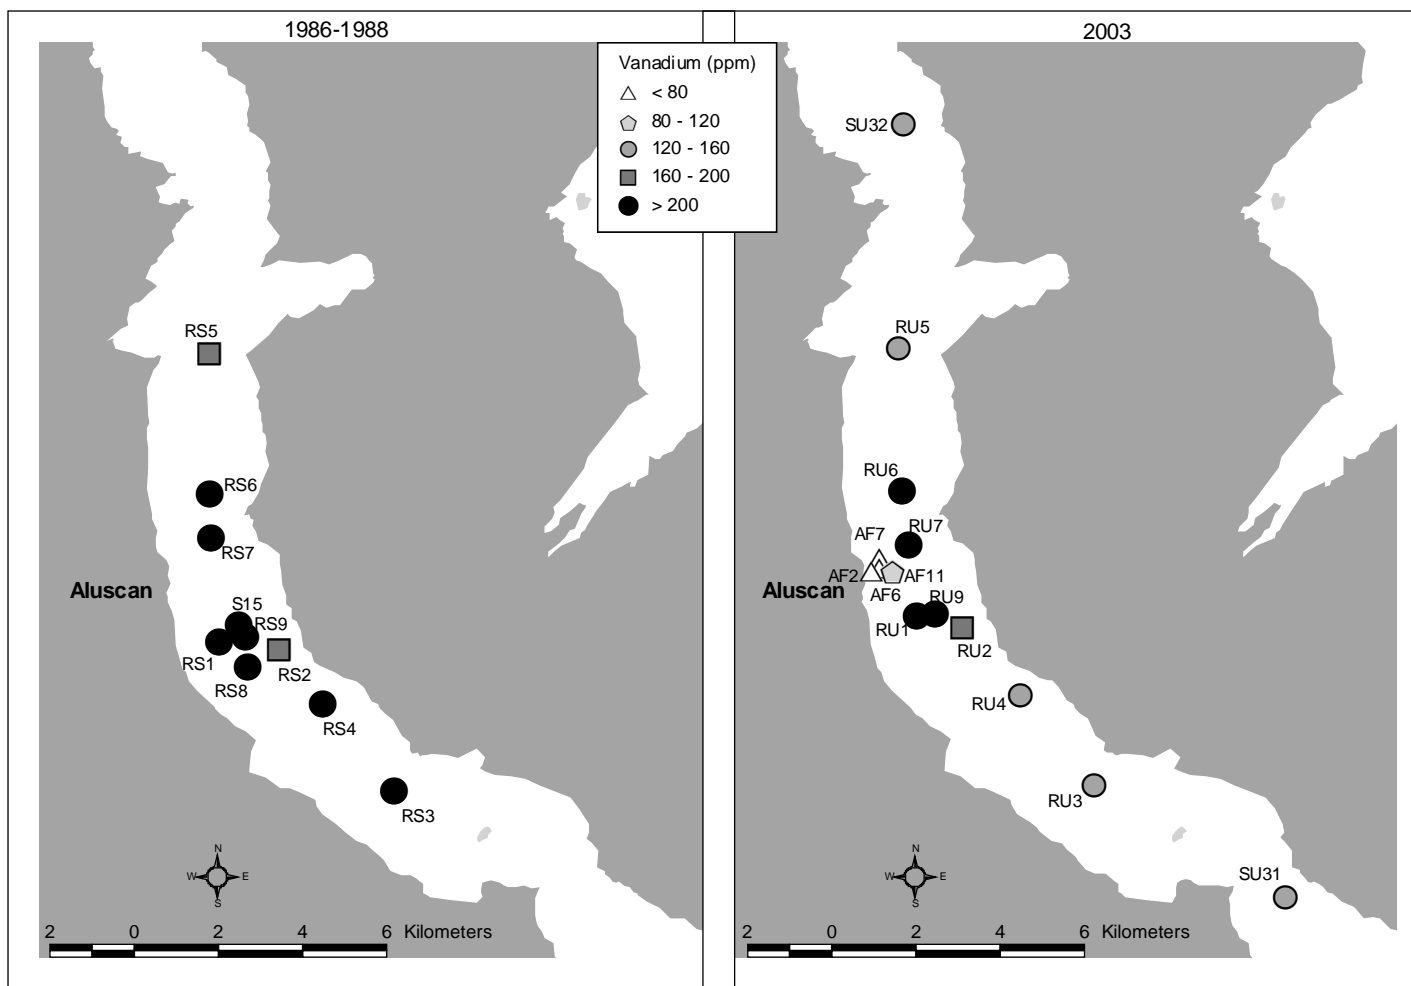 1986-1988
2003
Vanadium (ppm)
< 80
80 - 120
120 - 160
160 - 200
> 200
RS5
RS6
RS7
Aluscan
S15
RS9
RS1
RS2
RS8
RS4
RS3
N
W E
S
2 0 2 4 6 Kilometers
SU32
RU5
RU6
RU7
AF7
AF2
AF11
Aluscan
AF6
RU9
RU1
RU2
RU4
RU3
SU31
N
W E
S
2 0 2 4 6 Kilometers